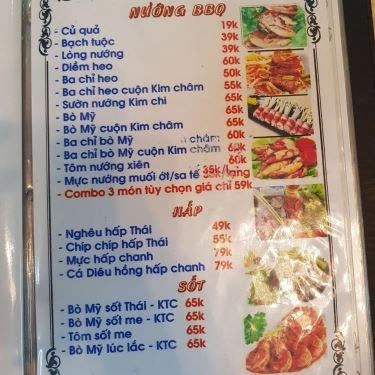 NƯỚNG BBQ
- Củ quả 19k
- Bạch tuộc 39k
- Lòng nướng 39k
- Diềm heo 60k
- Ba chỉ heo 50k
- Ba chỉ heo cuộn Kim châm 55k
- Sườn nướng Kim chi 65k
- Bò Mỹ 65k
- Bò Mỹ cuộn Kim châm 65k
- Ba chỉ bò Mỹ 60k
- Ba chỉ bò Mỹ cuộn Kim châm 60k
- Tôm nướng xiên 60k
- Mực nướng muối ớt/sa tế
- Combo 3 món tùy chọn giá chỉ 59k
HẤP
- Nghêu hấp Thái 49k
- Chíp chíp hấp Thái 55k
- Mực hấp chanh 79k
- Cá Diêu hồng hấp chanh 79k
SỐT
- Bò Mỹ sốt Thái - KTC 65k
- Bò Mỹ sốt me - KTC 65k
- Tôm sốt me 65k
- Bò Mỹ lúc lắc - KTC 65k